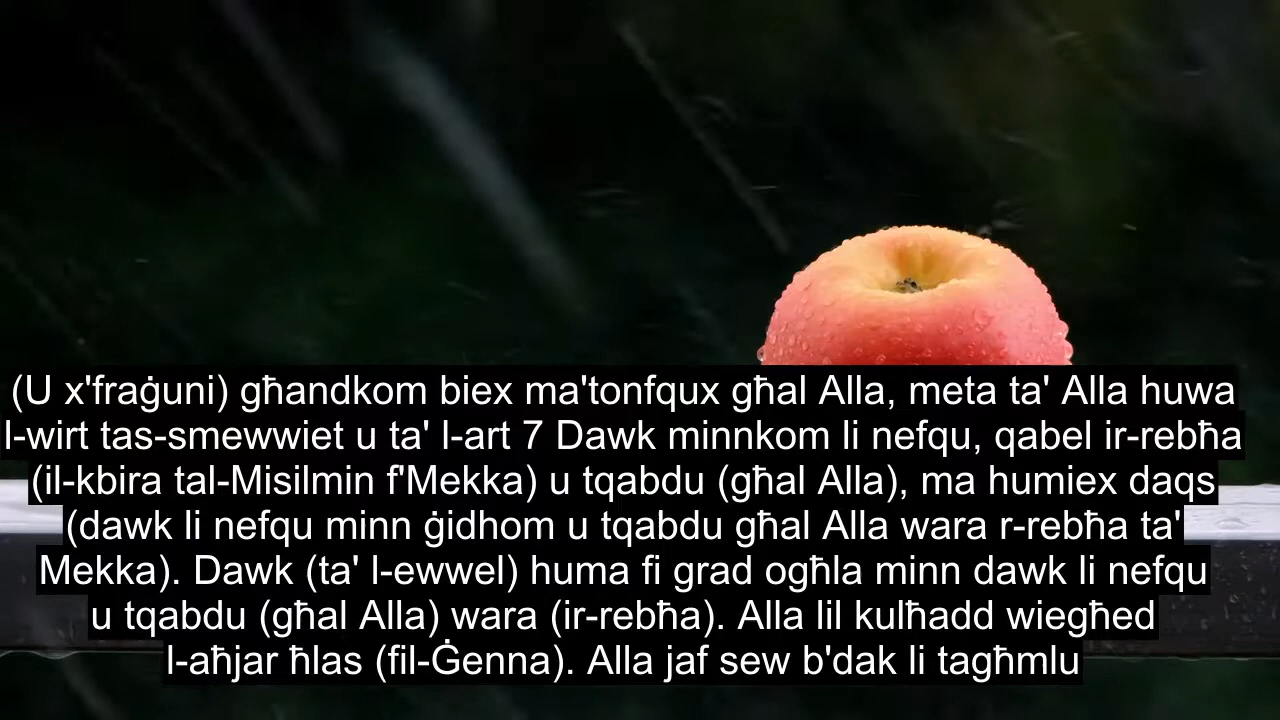 (U x'fraġuni) għandkom biex ma'tonfqux għal Alla, meta ta' Alla huwa
l-wirt tas-smewwiet u ta' l-art 7 Dawk minnkom li nefqu, qabel ir-rebħa
(il-kbira tal-Misilmin f'Mekka) u tqabdu (għal Alla), ma humiex daqs
(dawk li nefqu minn ġidhom u tqabdu għal Alla wara r-rebħa ta'
Mekka). Dawk (ta' l-ewwel) huma fi grad ogħla minn dawk li nefqu
u tqabdu (għal Alla) wara (ir-rebħa). Alla lil kulħadd wiegħed
l-aħjar ħlas (fil-Ġenna). Alla jaf sew b'dak li tagħmlu